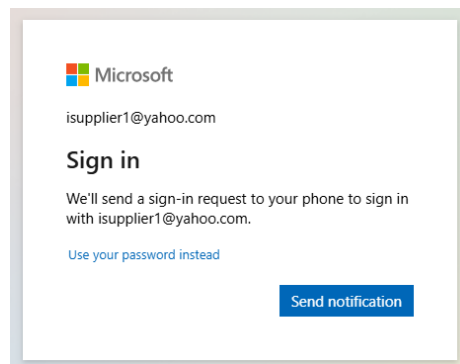 Microsoft
isupplier1@yahoo.com
Sign in
We'll send a sign-in request to your phone to sign in
with isupplier1@yahoo.com.
Use your password instead
Send notification